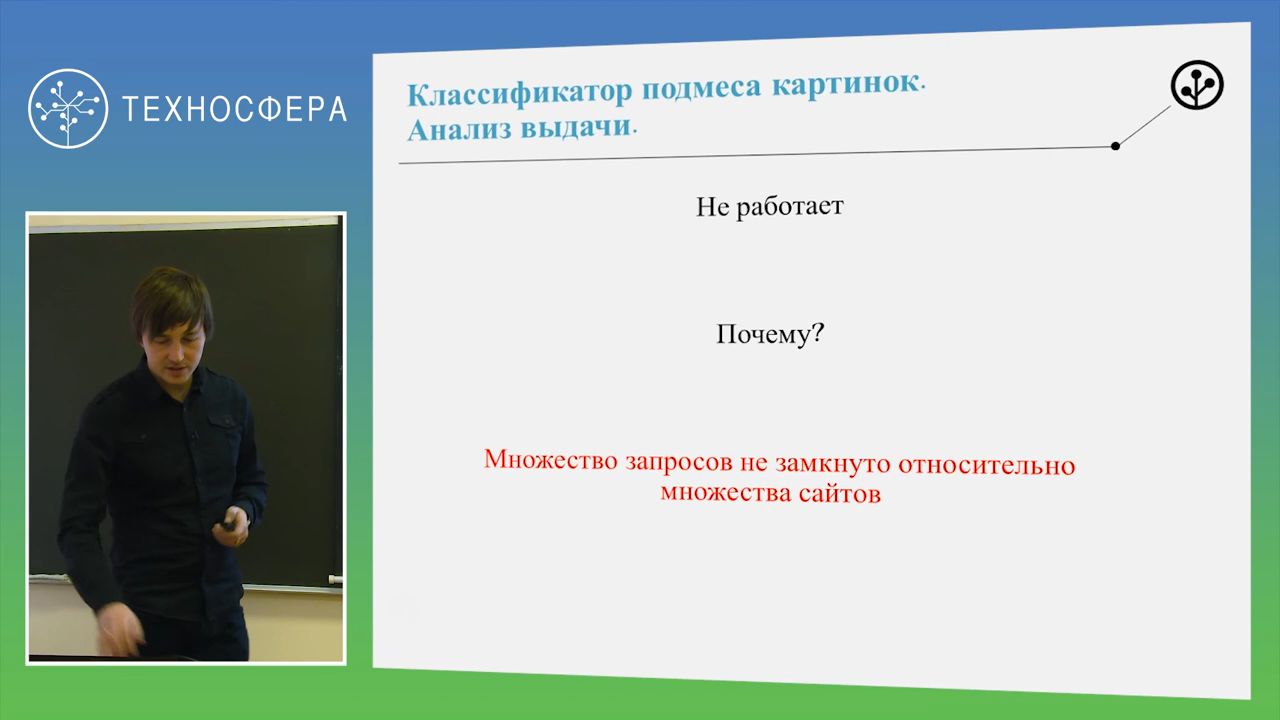 ТЕХНОСФЕРА
Классификатор подмеса картинок.
Анализ выдачи.
Не работает
Почему?
Множество запросов не замкнуто относительно
множества сайтов